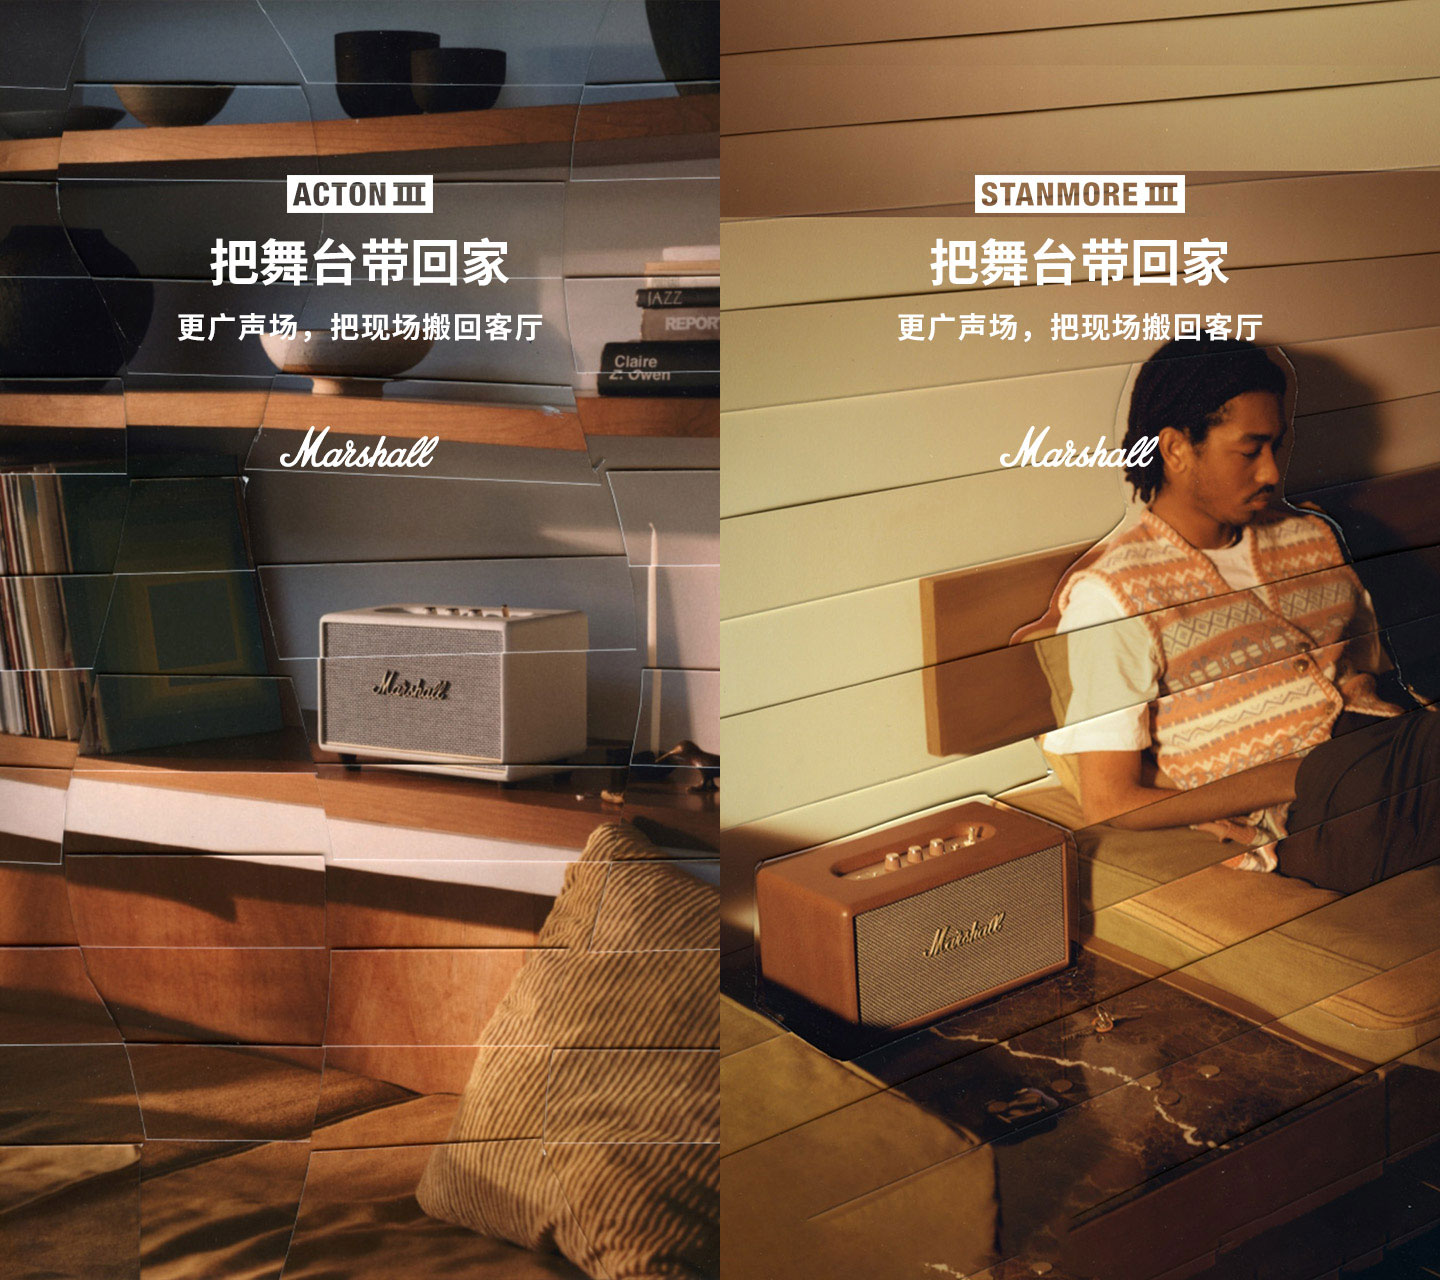 ACTON III
把舞台带回家
更广声场，把现场搬回客厅
Marshall
JAZZ
REPORT
Claire
Z. Owen
Marshall
STANMORE III
把舞台带回家
更广声场，把现场搬回客厅
Marshall
Marshall